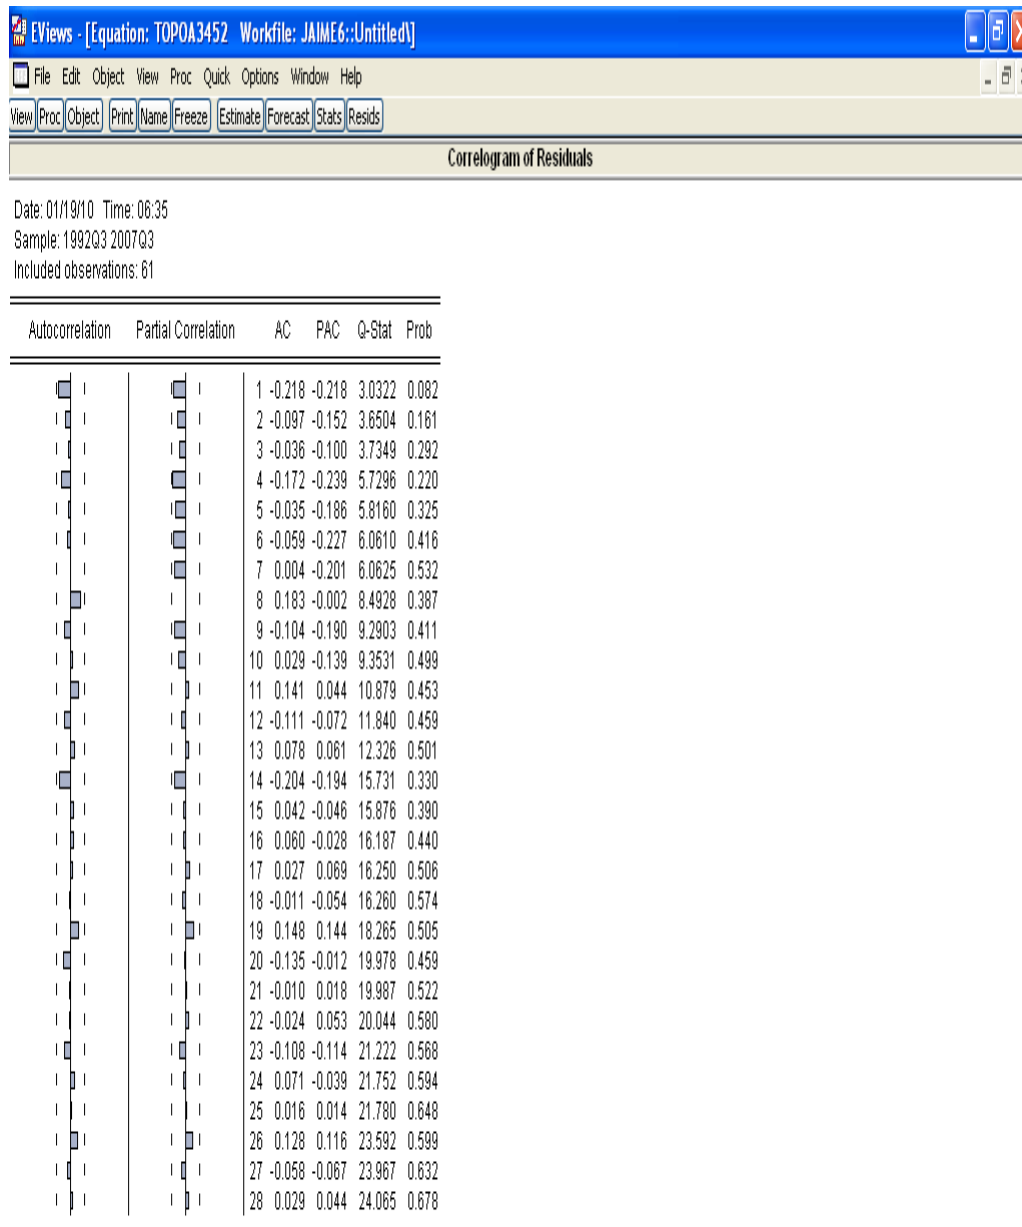 EViews - [Equation: TOPOA3452 Workfile: JAIME6::Untitled\]
File Edit Object View Proc Quick Options Window Help
View Proc Object Print Name Freeze Estimate Forecast Stats Resids
Correlogram of Residuals
Date: 01/19/10 Time: 06:35
Sample: 1992Q3 2007Q3
Included observations: 61
Autocorrelation Partial Correlation AC PAC Q-Stat Prob
1 -0.218 -0.218 3.0322 0.082
2 -0.097 -0.152 3.6504 0.161
3 -0.036 -0.100 3.7349 0.292
4 -0.172 -0.239 5.7296 0.220
5 -0.035 -0.186 5.8160 0.325
6 -0.059 -0.227 6.0610 0.416
7 0.004 -0.201 6.0625 0.532
8 0.183 -0.002 8.4928 0.387
9 -0.104 -0.190 9.2903 0.411
10 0.029 -0.139 9.3531 0.499
11 0.141 0.044 10.879 0.453
12 -0.111 -0.072 11.840 0.459
13 0.078 0.061 12.326 0.501
14 -0.204 -0.194 15.731 0.330
15 0.042 -0.046 15.876 0.390
16 0.060 -0.028 16.187 0.440
17 0.027 0.069 16.250 0.506
18 -0.011 -0.054 16.260 0.574
19 0.148 0.144 18.265 0.505
20 -0.135 -0.012 19.978 0.459
21 -0.010 0.018 19.987 0.522
22 -0.024 0.053 20.044 0.580
23 -0.108 -0.114 21.222 0.568
24 0.071 -0.039 21.752 0.594
25 0.016 0.014 21.780 0.648
26 0.128 0.116 23.592 0.599
27 -0.058 -0.067 23.967 0.632
28 0.029 0.044 24.065 0.678